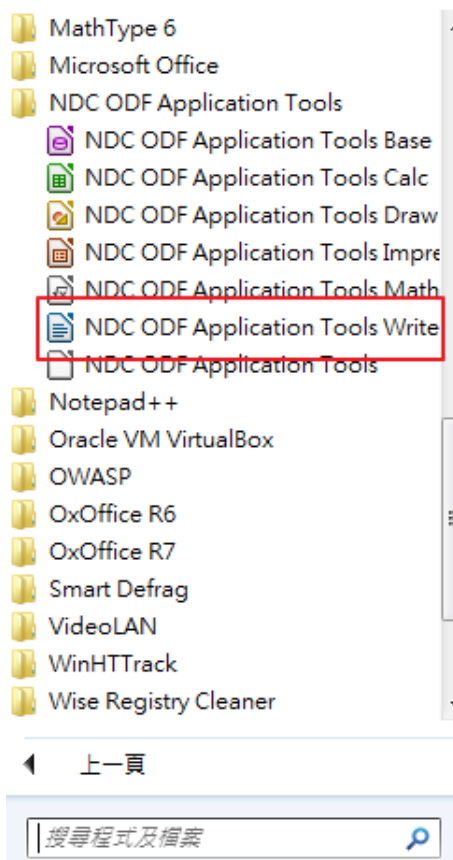 MathType 6
Microsoft Office
NDC ODF Application Tools
NDC ODF Application Tools Base
NDC ODF Application Tools Calc
NDC ODF Application Tools Draw
NDC ODF Application Tools Impre
NDC ODF Application Tools Math
NDC ODF Application Tools Write
NDC ODF Application Tools
Notepad++
Oracle VM VirtualBox
OWASP
OxOffice R6
OxOffice R7
Smart Defrag
VideoLAN
WinHTTrack
Wise Registry Cleaner
上一頁
搜尋程式及檔案